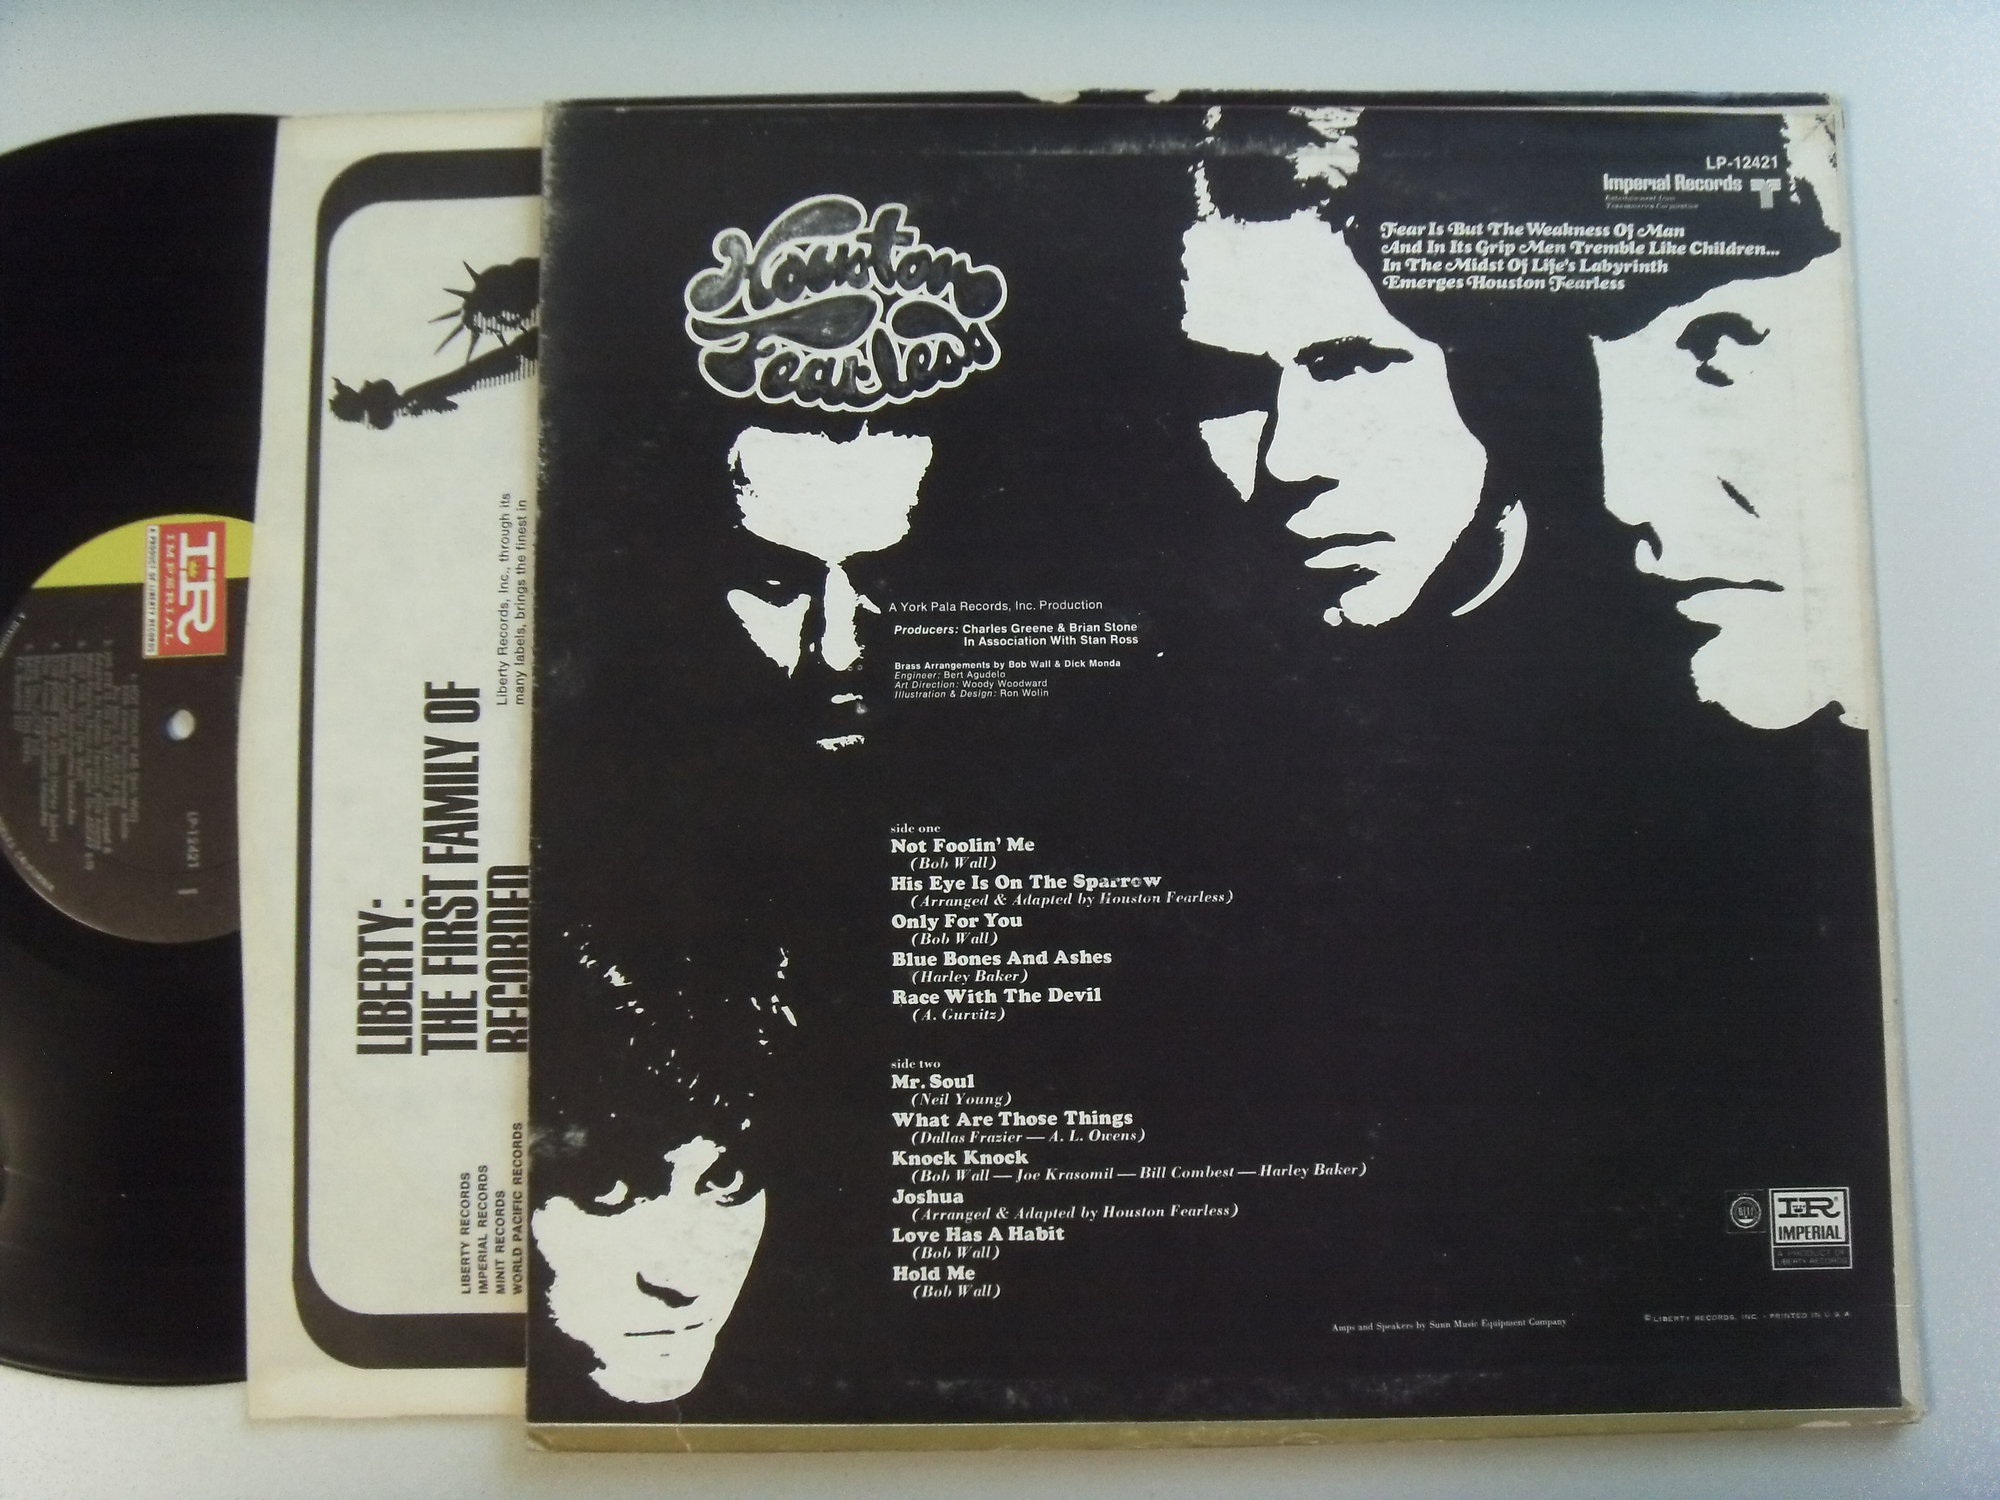 Houston
Fearless
LP-12421
Imperial Records
Entertainment from
Transamerica Corporation
Fear Is But The Weakness Of Man
And In Its Grip Men Tremble Like Children...
In The Midst Of Life's Labyrinth
Emerges Houston Fearless
A York Pala Records, Inc. Production
Producers: Charles Greene & Brian Stone
In Association With Stan Ross
Brass Arrangements by Bob Wall & Dick Monda
Engineer: Bert Agudelo
Art Direction: Woody Woodward
Illustration & Design: Ron Wolin
side one
Not Foolin' Me
(Bob Wall)
His Eye Is On The Sparrow
(Arranged & Adapted by Houston Fearless)
Only For You
(Bob Wall)
Blue Bones And Ashes
(Harley Baker)
Race With The Devil
(A. Gurvitz)
side two
Mr. Soul
(Neil Young)
What Are Those Things
(Dallas Frazier — A. L. Owens)
Knock Knock
(Bob Wall — Joe Krasomil — Bill Combest — Harley Baker)
Joshua
(Arranged & Adapted by Houston Fearless)
Love Has A Habit
(Bob Wall)
Hold Me
(Bob Wall)
Amps and Speakers by Sunn Music Equipment Company
© LIBERTY RECORDS, INC. - PRINTED IN U.S.A.
IR
IMPERIAL
A PRODUCT OF
LIBERTY RECORDS
LIBERTY:
THE FIRST FAMILY OF
RECORDED
Liberty Records, Inc., through its
many labels, brings the finest in
LIBERTY RECORDS
IMPERIAL RECORDS
MINIT RECORDS
WORLD PACIFIC RECORDS
IR
IMPERIAL
A PRODUCT OF LIBERTY RECORDS
LP-12421